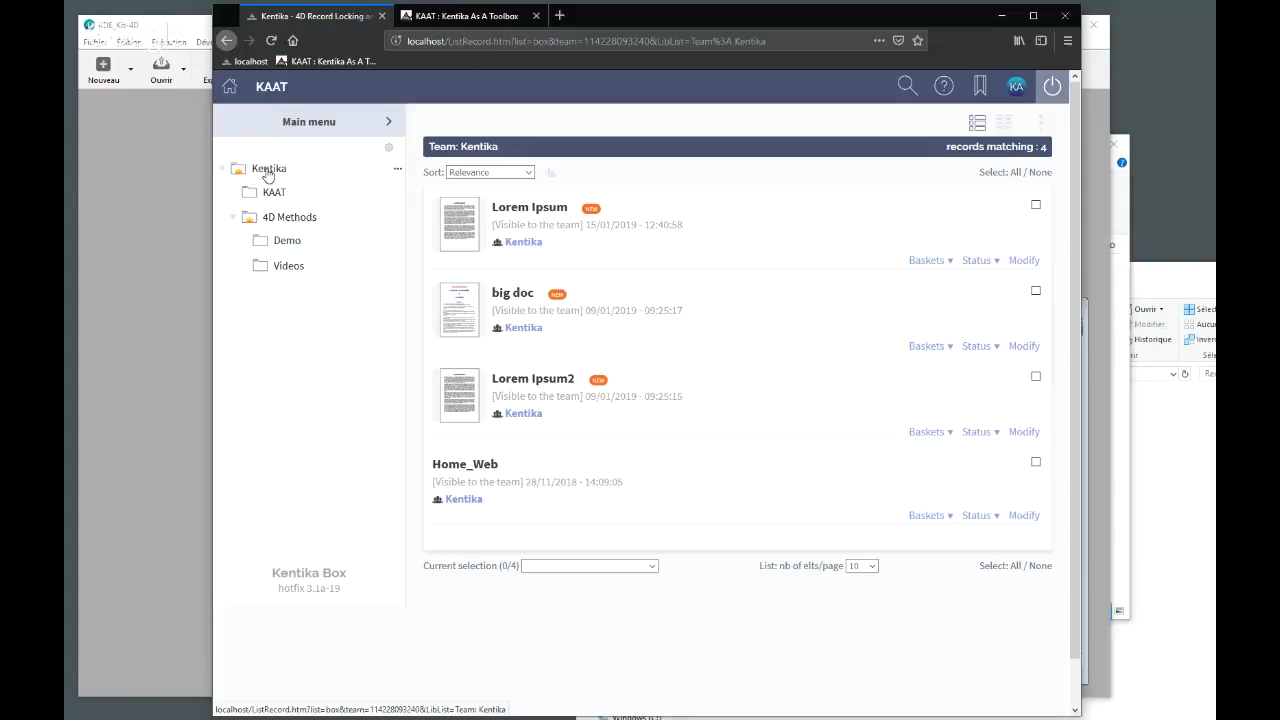 KDE_Kit-4D
Fichier Édition Exécution
Nouveau
Ouvrir
Kentika - 4D Record Locking as
KAAT : Kentika As A Toolbox
localhost/ListRecord.htm?list=box&team=114228093240&LibList=Team%3A Kentika
localhost
KAAT : Kentika As A T...
KAAT
KA
Main menu
Kentika
KAAT
4D Methods
Demo
Videos
Kentika Box
hotfix 3.1a-19
Team: Kentika
records matching : 4
Sort: Relevance
Select: All / None
Lorem Ipsum NEW
[Visible to the team] 15/01/2019 - 12:40:58
Kentika
Baskets ▾ Status ▾ Modify
big doc NEW
[Visible to the team] 09/01/2019 - 09:25:17
Kentika
Baskets ▾ Status ▾ Modify
Lorem Ipsum2 NEW
[Visible to the team] 09/01/2019 - 09:25:15
Kentika
Baskets ▾ Status ▾ Modify
Home_Web
[Visible to the team] 28/11/2018 - 14:09:05
Kentika
Baskets ▾ Status ▾ Modify
Current selection (0/4)
List: nb of elts/page 10
Select: All / None
localhost/ListRecord.htm?list=box&team=114228093240&LibList=Team: Kentika
Ouvrir
Modifier
Historique